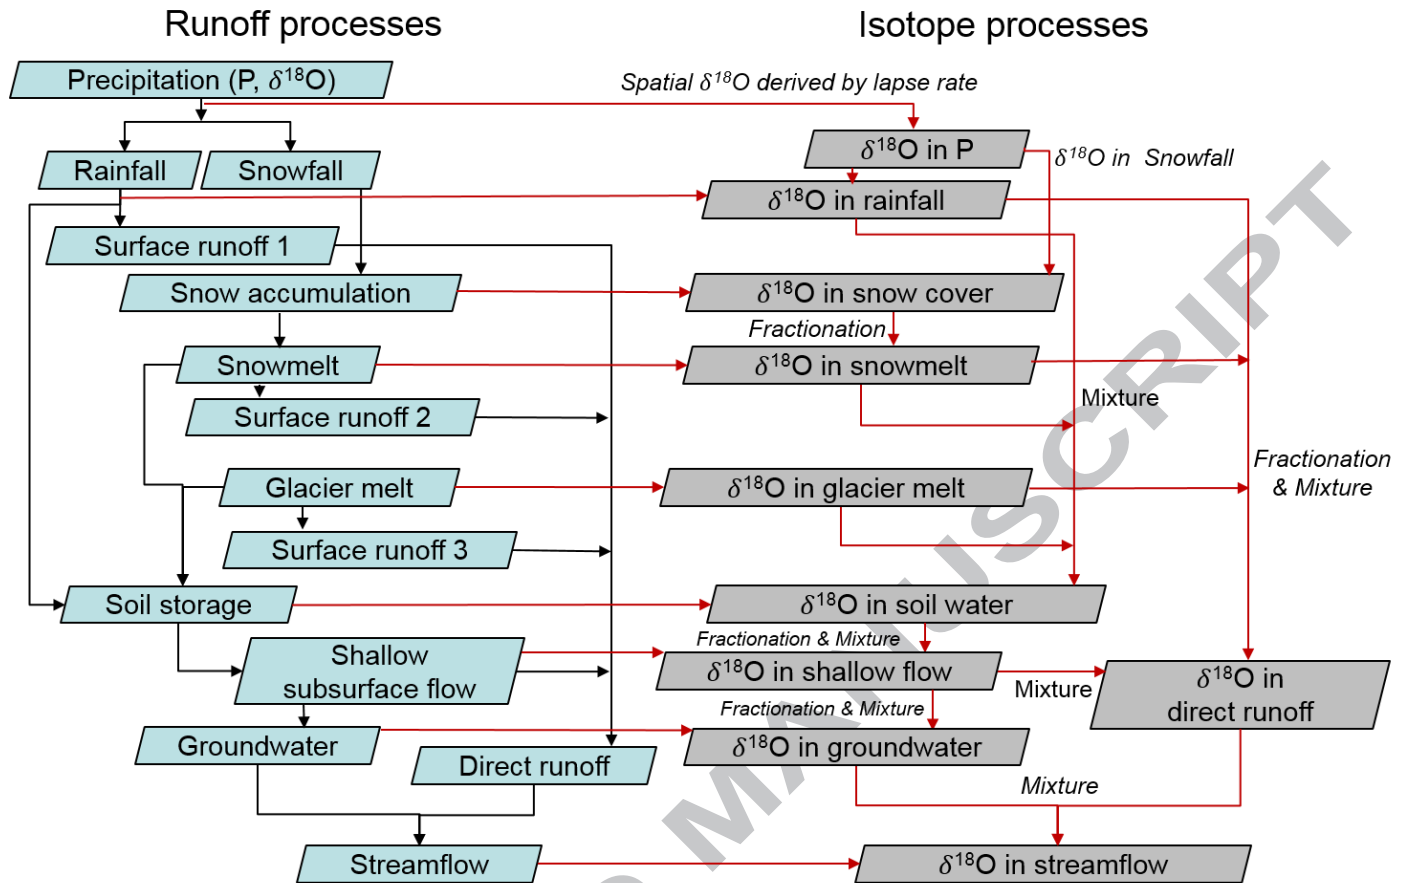 Runoff processes
Isotope processes
Precipitation (P, δ¹⁸O)
Spatial δ¹⁸O derived by lapse rate
δ¹⁸O in P
δ¹⁸O in Snowfall
Rainfall
Snowfall
δ¹⁸O in rainfall
Surface runoff 1
Snow accumulation
δ¹⁸O in snow cover
Fractionation
Snowmelt
δ¹⁸O in snowmelt
Mixture
Surface runoff 2
Fractionation
& Mixture
Glacier melt
δ¹⁸O in glacier melt
Surface runoff 3
Soil storage
δ¹⁸O in soil water
Fractionation & Mixture
Shallow
subsurface flow
δ¹⁸O in shallow flow
Mixture
δ¹⁸O in
direct runoff
Fractionation & Mixture
Groundwater
δ¹⁸O in groundwater
Direct runoff
Mixture
Streamflow
δ¹⁸O in streamflow
MANUSCRIPT